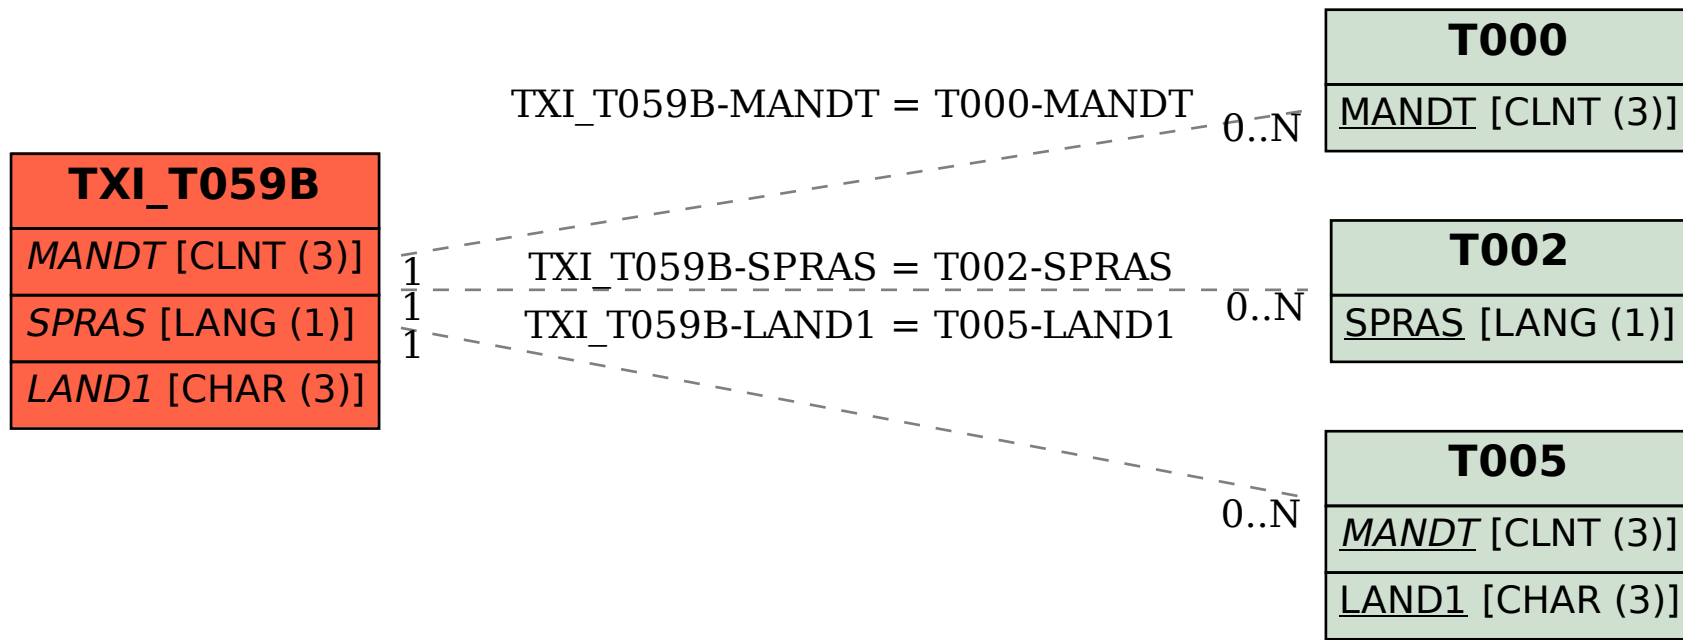 TXI_T059B
MANDT [CLNT (3)]
SPRAS [LANG (1)]
LAND1 [CHAR (3)]
TXI_T059B-MANDT = T000-MANDT
1
0..N
TXI_T059B-SPRAS = T002-SPRAS
1
0..N
TXI_T059B-LAND1 = T005-LAND1
1
0..N
T000
MANDT [CLNT (3)]
T002
SPRAS [LANG (1)]
T005
MANDT [CLNT (3)]
LAND1 [CHAR (3)]